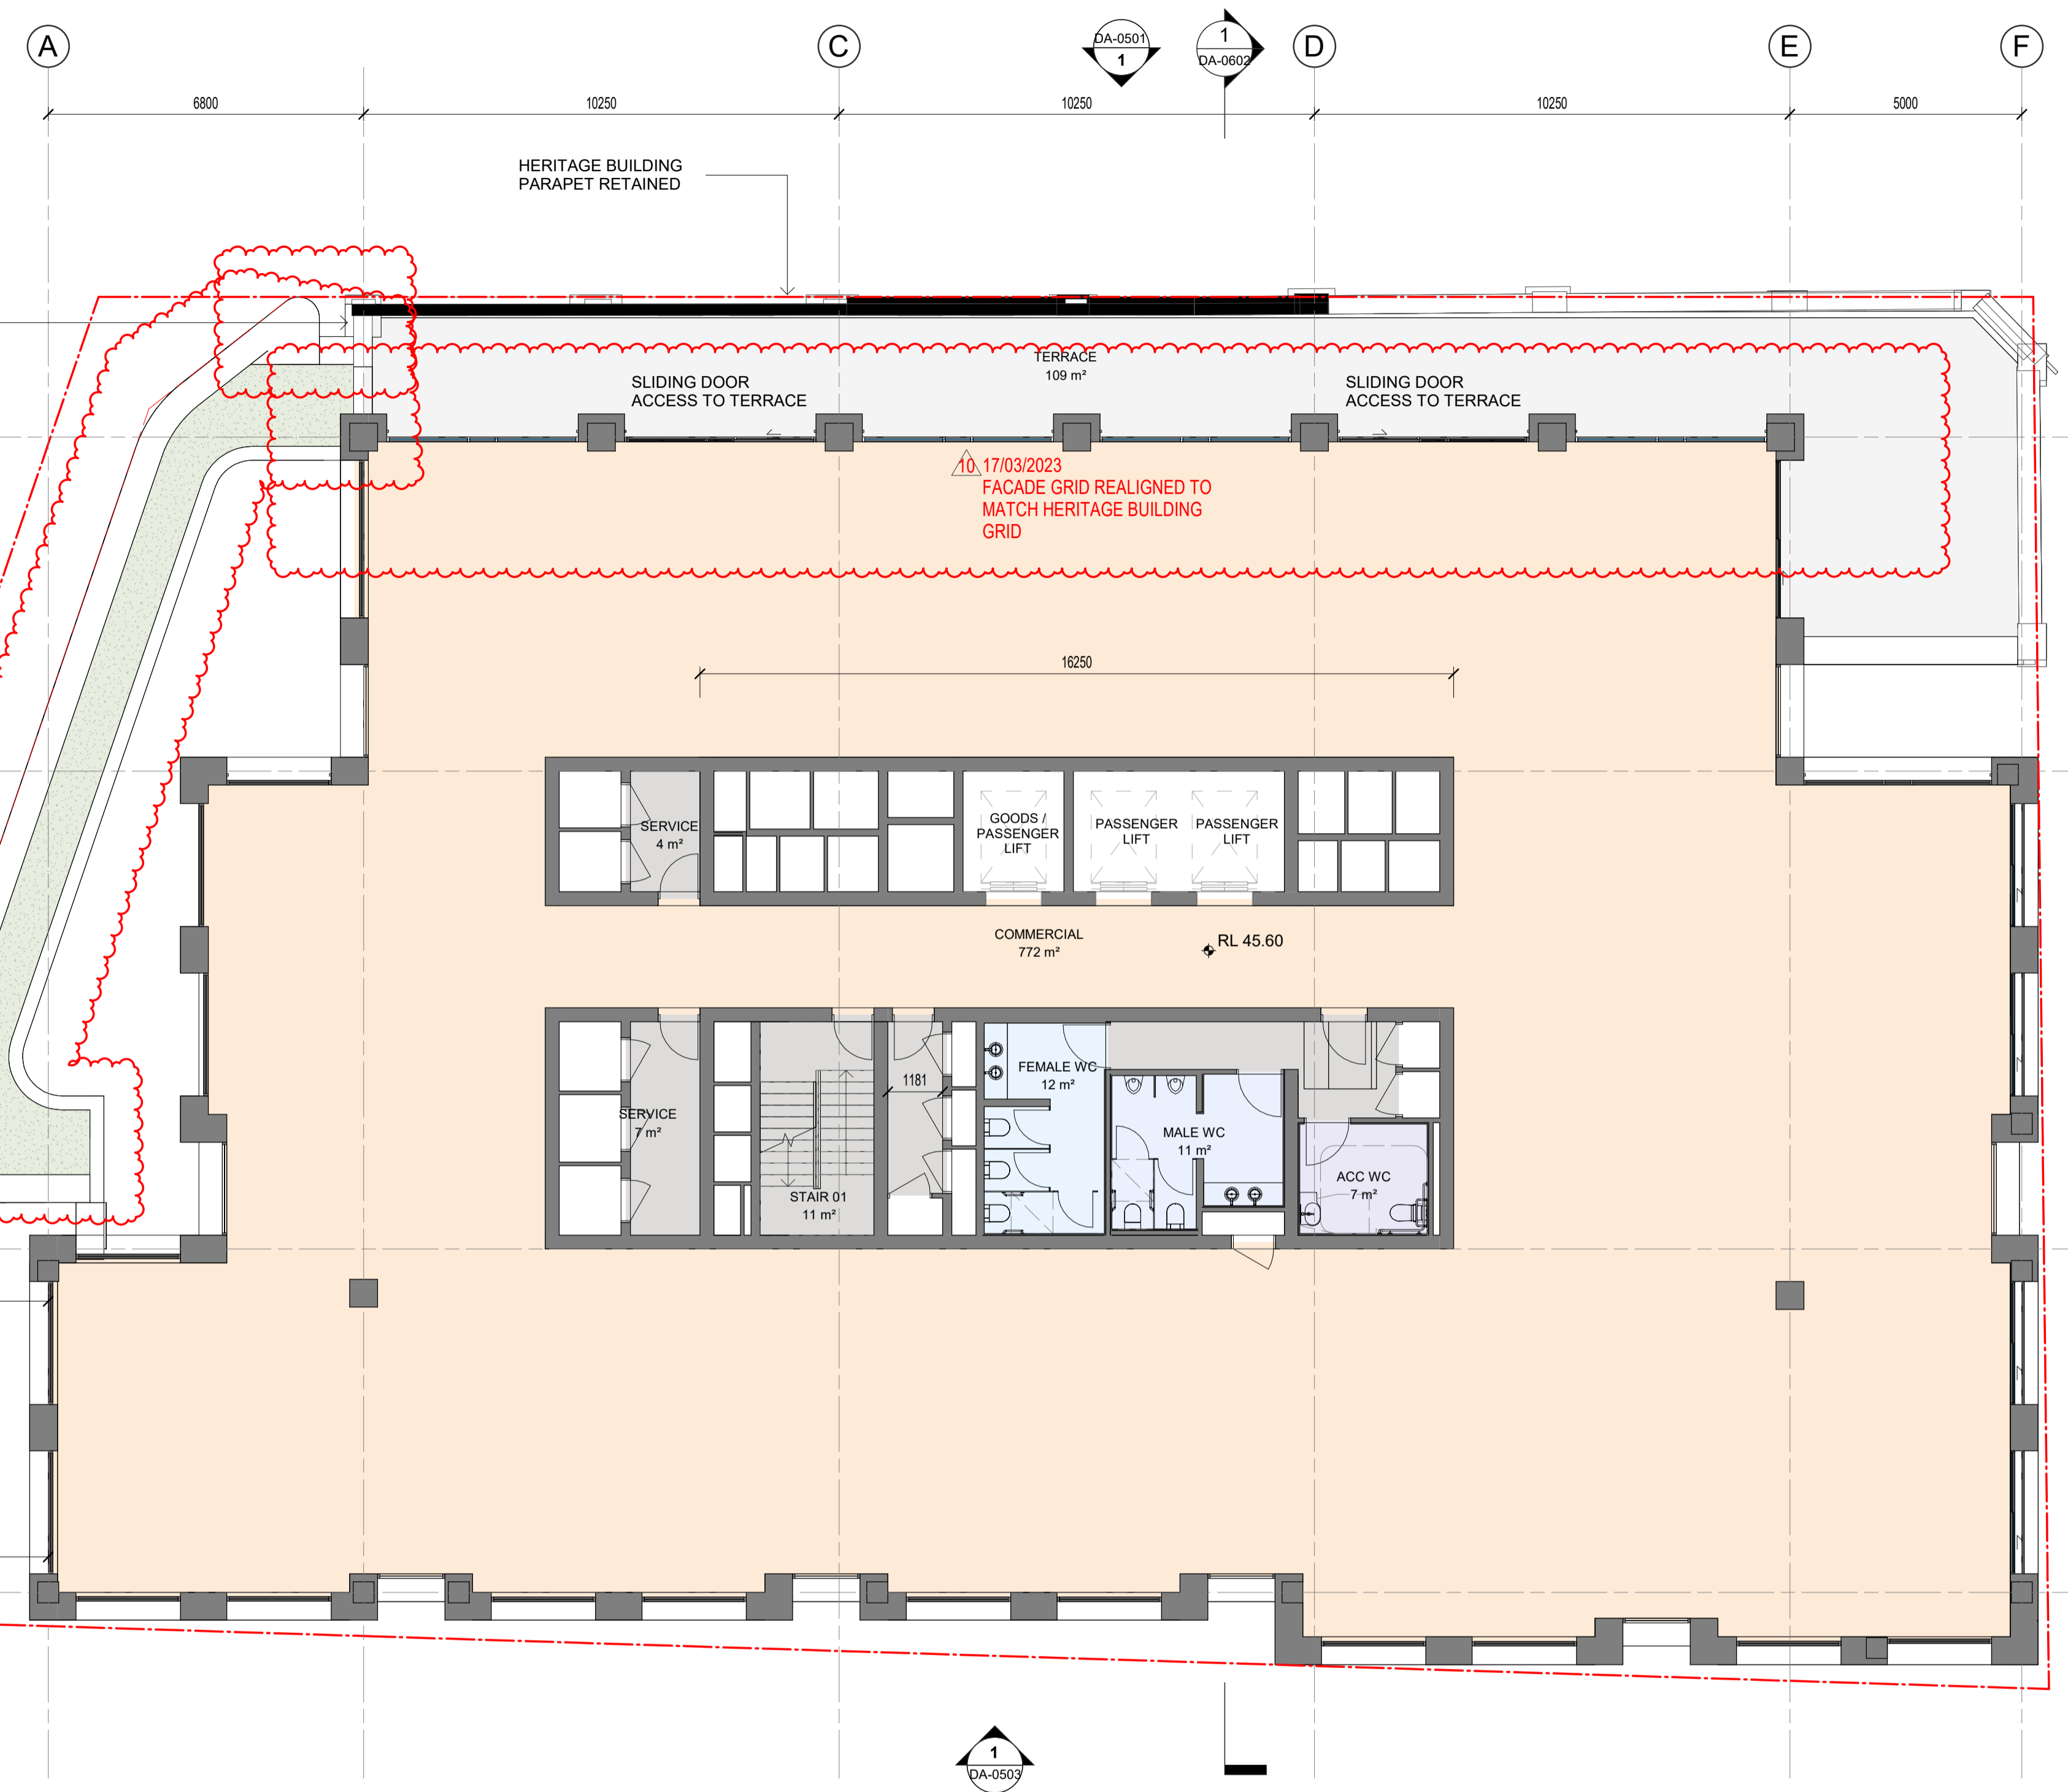 A
C
DA-0501
1
1
DA-0602
D
E
F
6800
10250
10250
10250
5000
HERITAGE BUILDING
PARAPET RETAINED
TERRACE
109 m²
SLIDING DOOR
ACCESS TO TERRACE
SLIDING DOOR
ACCESS TO TERRACE
10 17/03/2023
FACADE GRID REALIGNED TO
MATCH HERITAGE BUILDING
GRID
16250
SERVICE
4 m²
GOODS /
PASSENGER
LIFT
PASSENGER
LIFT
PASSENGER
LIFT
COMMERCIAL
772 m²
RL 45.60
SERVICE
7 m²
STAIR 01
11 m²
1181
FEMALE WC
12 m²
MALE WC
11 m²
ACC WC
7 m²
1
DA-0503